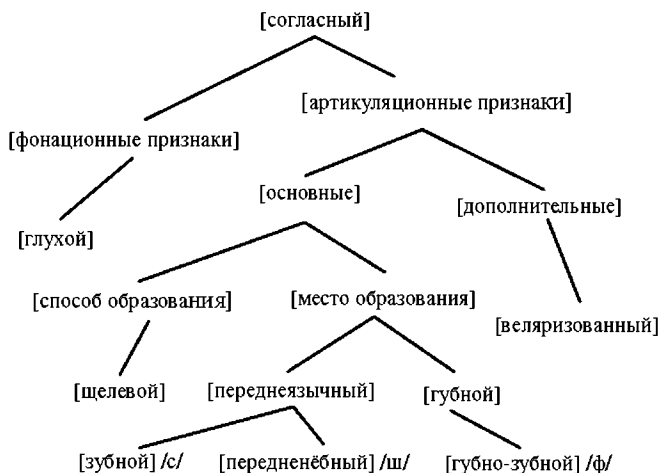 [согласный]
[артикуляционные признаки]
[фонационные признаки]
[основные]
[дополнительные]
[глухой]
[способ образования]
[место образования]
[веляризованный]
[щелевой]
[переднеязычный]
[губной]
[зубной] /с/
[передненёбный] /ш/
[губно-зубной] /ф/